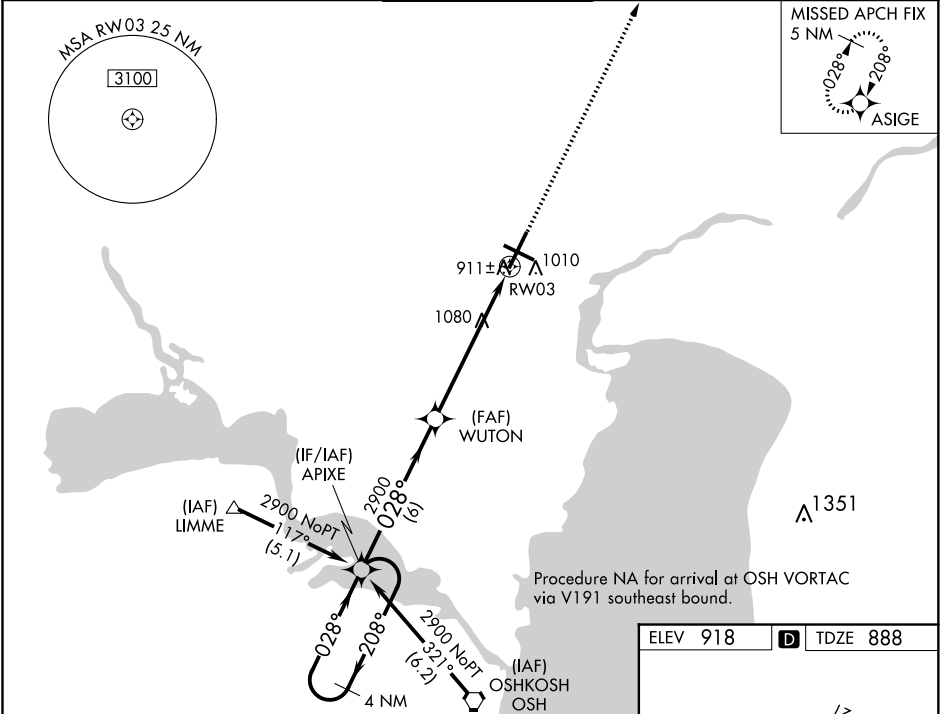 MSA RW03 25 NM
3100
MISSED APCH FIX
5 NM
028°
208°
ASIGE
911±
1010
RW03
1080
(FAF)
WUTON
(IF/IAF)
APIXE
2900
028°
(6)
(IAF)
LIMME
2900 NoPT
117°
(5.1)
1351
Procedure NA for arrival at OSH VORTAC
via V191 southeast bound.
028°
208°
4 NM
2900 NoPT
321°
(6.2)
(IAF)
OSHKOSH
OSH
ELEV 918 D TDZE 888